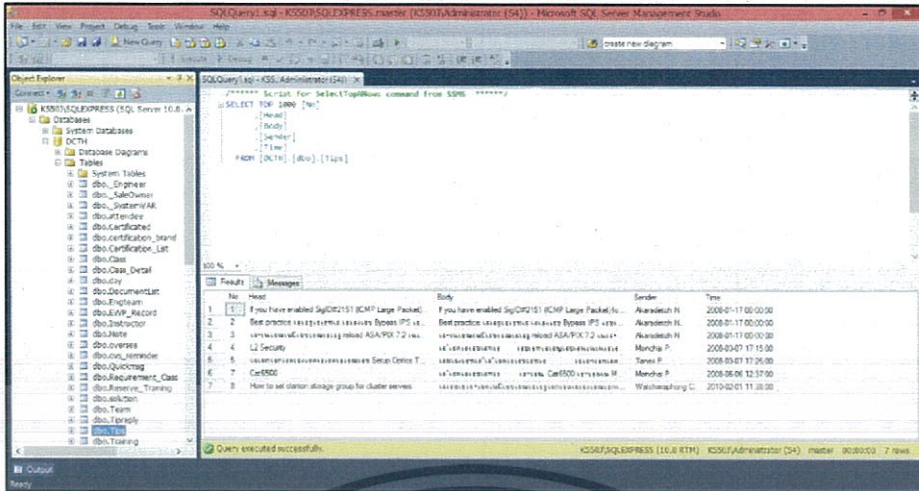 SQLQuery1.sql - K5507\SQLEXPRESS.master (K5507\Administrator (54)) - Microsoft SQL Server Management Studio
File Edit View Project Debug Tools Window Help
New Query
create new diagram
Execute Debug
Object Explorer
SQLQuery1.sql - K55...Administrator (54))
Connect
K5507\SQLEXPRESS (SQL Server 10.0.
Databases
System Databases
DCTH
Database Diagrams
Tables
System Tables
dbo._Engineer
dbo._SaleOwner
dbo._SystemVAR
dbo.attendee
dbo.Certificated
dbo.certification_brand
dbo.Certification_List
dbo.Class
dbo.Class_Detail
dbo.day
dbo.DocumentList
dbo.Engteam
dbo.EWP_Record
dbo.Instructor
dbo.Note
dbo.overses
dbo.ovs_reminder
dbo.Quickmsg
dbo.Requirement_Class
dbo.Reserve_Training
dbo.solution
dbo.Team
dbo.Tipreply
dbo.Tips
dbo.Training
/****** Script for SelectTopNRows command from SSMS ******/
SELECT TOP 1000 [No]
,[Head]
,[Body]
,[Sender]
,[Time]
FROM [DCTH].[dbo].[Tips]
100 %
Results Messages
No Head Body Sender Time
1 1 If you have enabled SigID#2151 (ICMP Large Packet) If you have enabled SigID#2151 (ICMP Large Packet) Akaradetch N. 2008-01-17 00:00:00
2 2 Best practice Bypass IPS Best practice Bypass IPS Akaradetch N. 2008-01-17 00:00:00
3 3 reload ASA/PIX 7.2 reload ASA/PIX 7.2 Akaradetch N. 2008-01-17 00:00:00
4 4 L2 Security Monchai P. 2008-03-07 17:15:00
5 5 Setup Device T... Tanes P. 2008-03-07 17:26:00
6 7 Cat6500 Cat6500 Monchai P. 2008-06-06 12:37:00
7 8 How to set clarion storage group for cluster servers Watcharaphong C. 2010-02-01 11:38:00
Query executed successfully.
K5507\SQLEXPRESS (10.0 RTM) K5507\Administrator (54) master 00:00:00 7 rows
Output
Ready